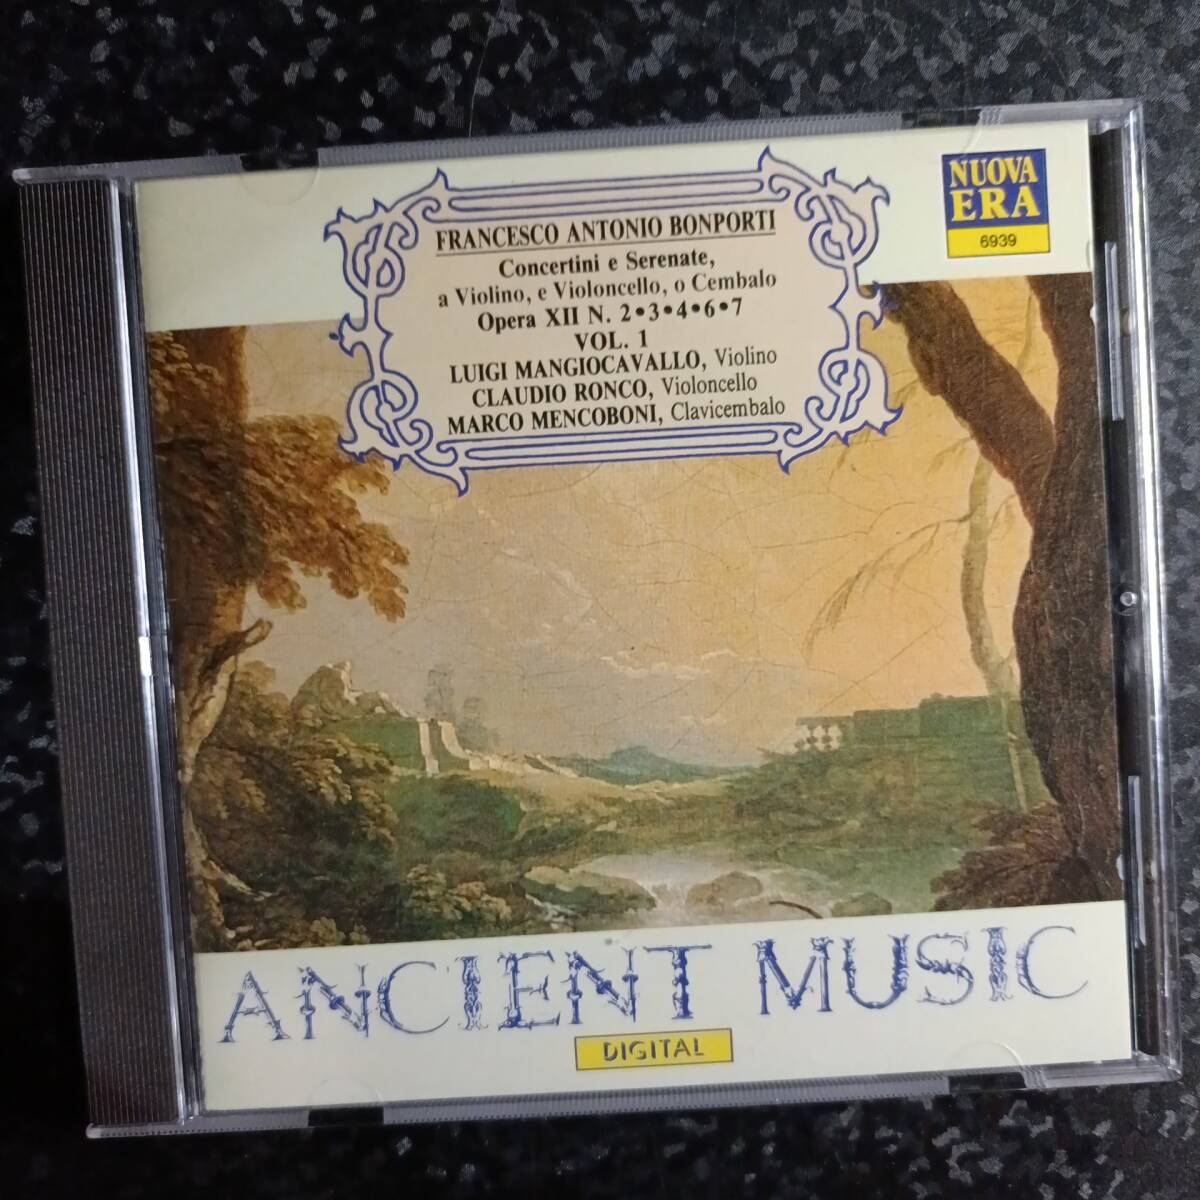 FRANCESCO ANTONIO BONPORTI
Concertini e Serenate,
a Violino, e Violoncello, o Cembalo
Opera XII N. 2•3•4•6•7
VOL. 1
LUIGI MANGIOCAVALLO, Violino
CLAUDIO RONCO, Violoncello
MARCO MENCOBONI, Clavicembalo
NUOVA
ERA
6939
ANCIENT MUSIC
DIGITAL